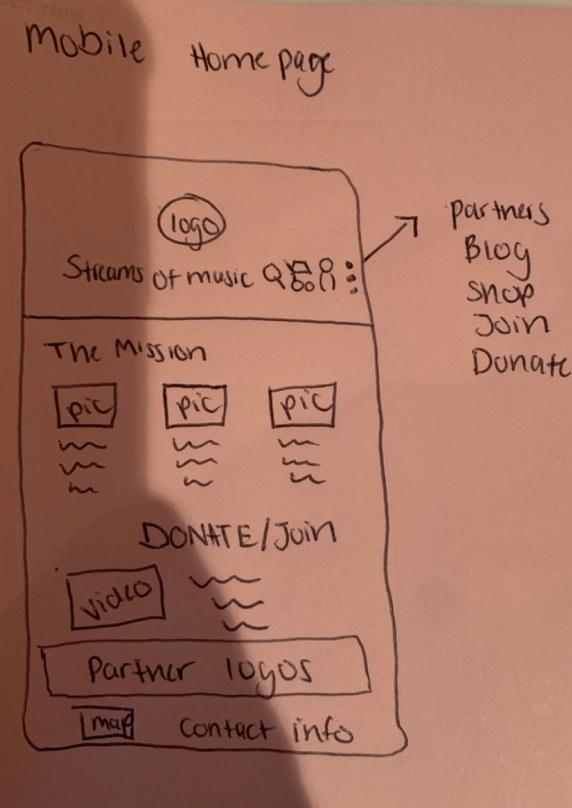 Mobile Home page
logo
Streams of music
Partners
Blog
Shop
Join
Donate
The Mission
pic pic pic
DONATE/Join
video
Partner logos
map contact info